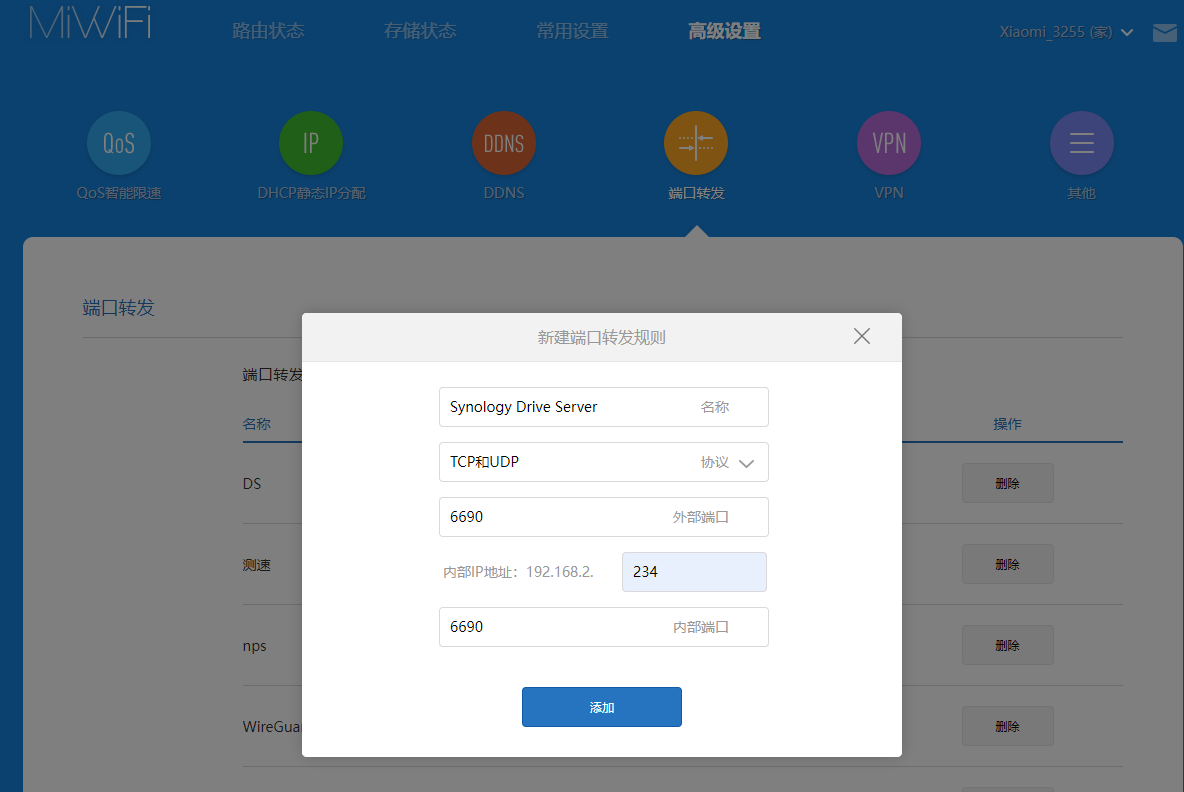 MiWiFi 路由状态 存储状态 常用设置 高级设置 Xiaomi_3255 (家)
QoS IP DDNS VPN
QoS智能限速 DHCP静态IP分配 DDNS 端口转发 VPN 其他
端口转发
新建端口转发规则
端口转发
Synology Drive Server 名称
名称 操作
TCP和UDP 协议
DS 删除
6690 外部端口
测速 内部IP地址：192.168.2. 234 删除
6690 内部端口
nps 删除
添加
WireGua 删除